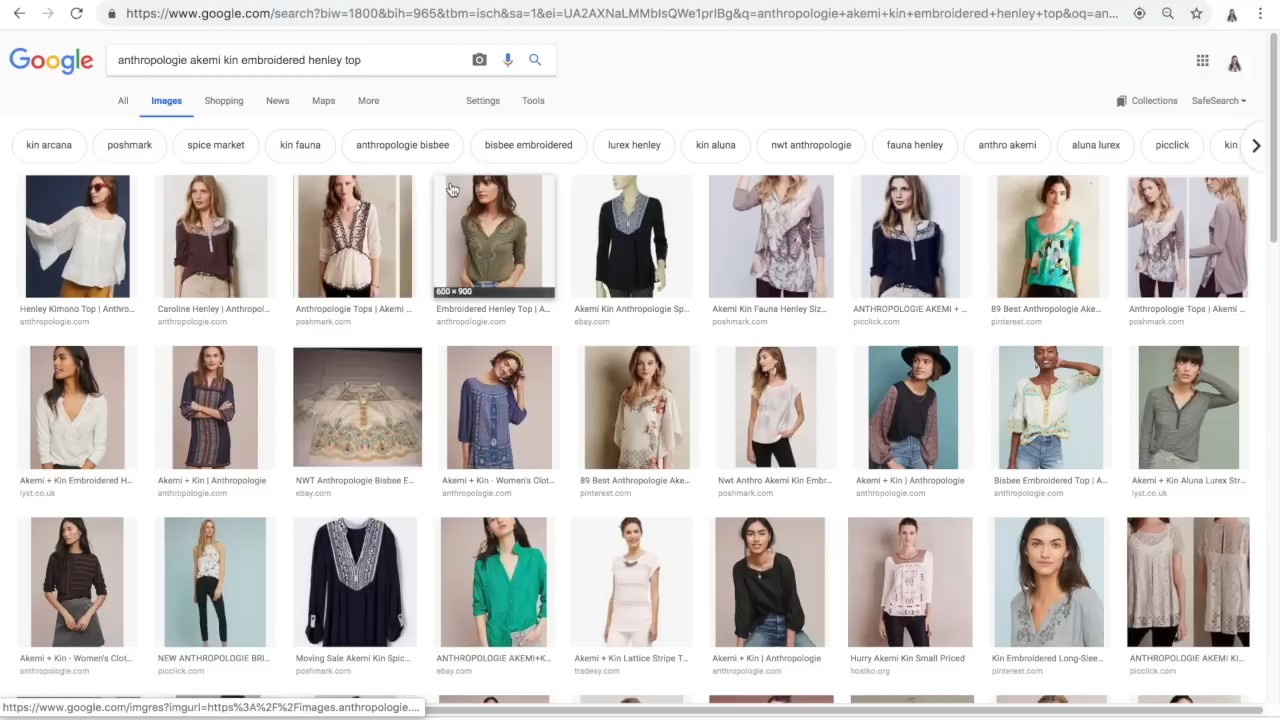 https://www.google.com/search?biw=1800&bih=965&tbm=isch&sa=1&ei=UA2AXNaLMMbIsQWe1prIBg&q=anthropologie+akemi+kin+embroidered+henley+top&oq=an...
Google
anthropologie akemi kin embroidered henley top
All Images Shopping News Maps More Settings Tools Collections SafeSearch
kin arcana poshmark spice market kin fauna anthropologie bisbee bisbee embroidered lurex henley kin aluna nwt anthropologie fauna henley anthro akemi aluna lurex picclick kin
600 × 900
Henley Kimono Top | Anthro... Caroline Henley | Anthropol... Anthropologie Tops | Akemi ... Embroidered Henley Top | A... Akemi Kin Anthropologie Sp... Akemi Kin Fauna Henley Siz... ANTHROPOLOGIE AKEMI + ... 89 Best Anthropologie Ake... Anthropologie Tops | Akemi ...
anthropologie.com anthropologie.com poshmark.com anthropologie.com ebay.com poshmark.com picclick.com pinterest.com poshmark.com
Akemi + Kin Embroidered H... Akemi + Kin | Anthropologie NWT Anthropologie Bisbee E... Akemi + Kin - Women's Clot... 89 Best Anthropologie Ake... Nwt Anthro Akemi Kin Embr... Akemi + Kin | Anthropologie Bisbee Embroidered Top | A... Akemi + Kin Aluna Lurex Str...
lyst.co.uk anthropologie.com ebay.com anthropologie.com pinterest.com poshmark.com anthropologie.com anthropologie.com lyst.co.uk
Akemi + Kin - Women's Clot... NEW ANTHROPOLOGIE BRI... Moving Sale Akemi Kin Spic... ANTHROPOLOGIE AKEMI+K... Akemi + Kin Lattice Stripe T... Akemi + Kin | Anthropologie Hurry Akemi Kin Small Priced Kin Embroidered Long-Slee... ANTHROPOLOGIE AKEMI KI...
anthropologie.com picclick.com poshmark.com ebay.com tradesy.com anthropologie.com hostko.org pinterest.com picclick.com
https://www.google.com/imgres?imgurl=https%3A%2F%2Fimages.anthropologie....